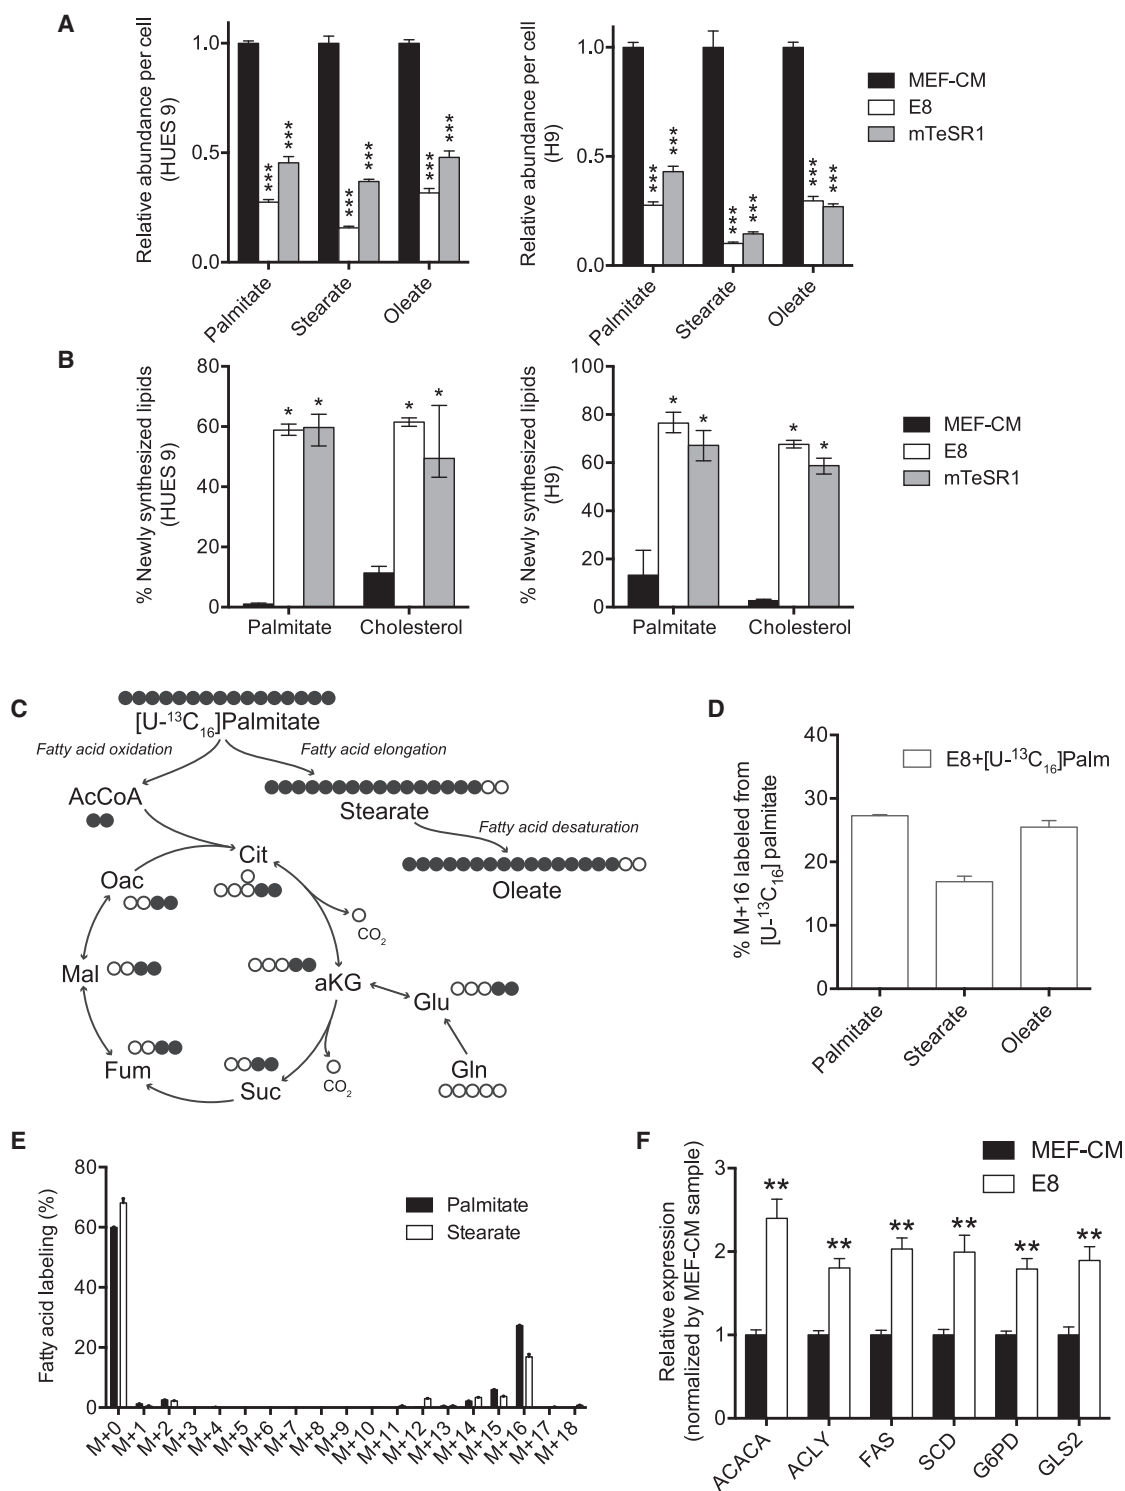 A
Relative abundance per cell
(HUES 9)
1.0
0.5
0.0
***
***
***
***
***
***
Palmitate
Stearate
Oleate
Relative abundance per cell
(H9)
1.0
0.5
0.0
***
***
***
***
***
***
Palmitate
Stearate
Oleate
MEF-CM
E8
mTeSR1
B
% Newly synthesized lipids
(HUES 9)
80
60
40
20
0
*
*
*
*
Palmitate
Cholesterol
% Newly synthesized lipids
(H9)
100
80
60
40
20
0
*
*
*
*
Palmitate
Cholesterol
MEF-CM
E8
mTeSR1
C
[U-¹³C₁₆]Palmitate
Fatty acid oxidation
Fatty acid elongation
AcCoA
Stearate
Fatty acid desaturation
Oleate
Cit
Oac
CO₂
Mal
aKG
Glu
Fum
Suc
CO₂
Gln
D
% M+16 labeled from
[U-¹³C₁₆] palmitate
40
30
20
10
0
E8+[U-¹³C₁₆]Palm
Palmitate
Stearate
Oleate
E
Fatty acid labeling (%)
80
60
40
20
0
Palmitate
Stearate
M+0
M+1
M+2
M+3
M+4
M+5
M+6
M+7
M+8
M+9
M+10
M+11
M+12
M+13
M+14
M+15
M+16
M+17
M+18
F
Relative expression
(normalized by MEF-CM sample)
3
2
1
0
MEF-CM
E8
**
**
**
**
**
**
ACACA
ACLY
FAS
SCD
G6PD
GLS2